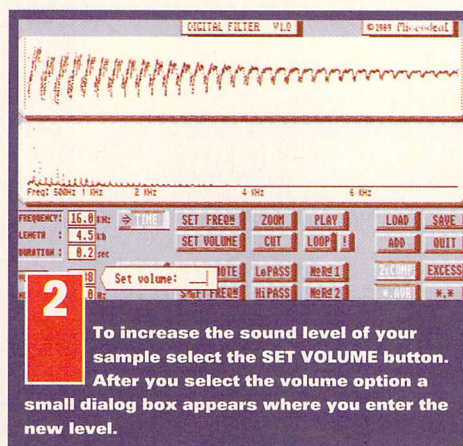 DIGITAL FILTER V1.0
©1989 Microdeal
Freq: 500Hz 1 KHz 2 KHz 4 KHz 6 KHz
FREQUENCY: 16.0 KHz TIME SET FREQ ZOOM PLAY LOAD SAVE
LENGTH : 4.5 kb SET VOLUME CUT LOOP ! ADD QUIT
DURATION : 0.2 sec
Set volume: ___ LoPASS 2:COMP EXCESS
HiPASS *.AVR *.*
2
To increase the sound level of your
sample select the SET VOLUME button.
After you select the volume option a
small dialog box appears where you enter the
new level.